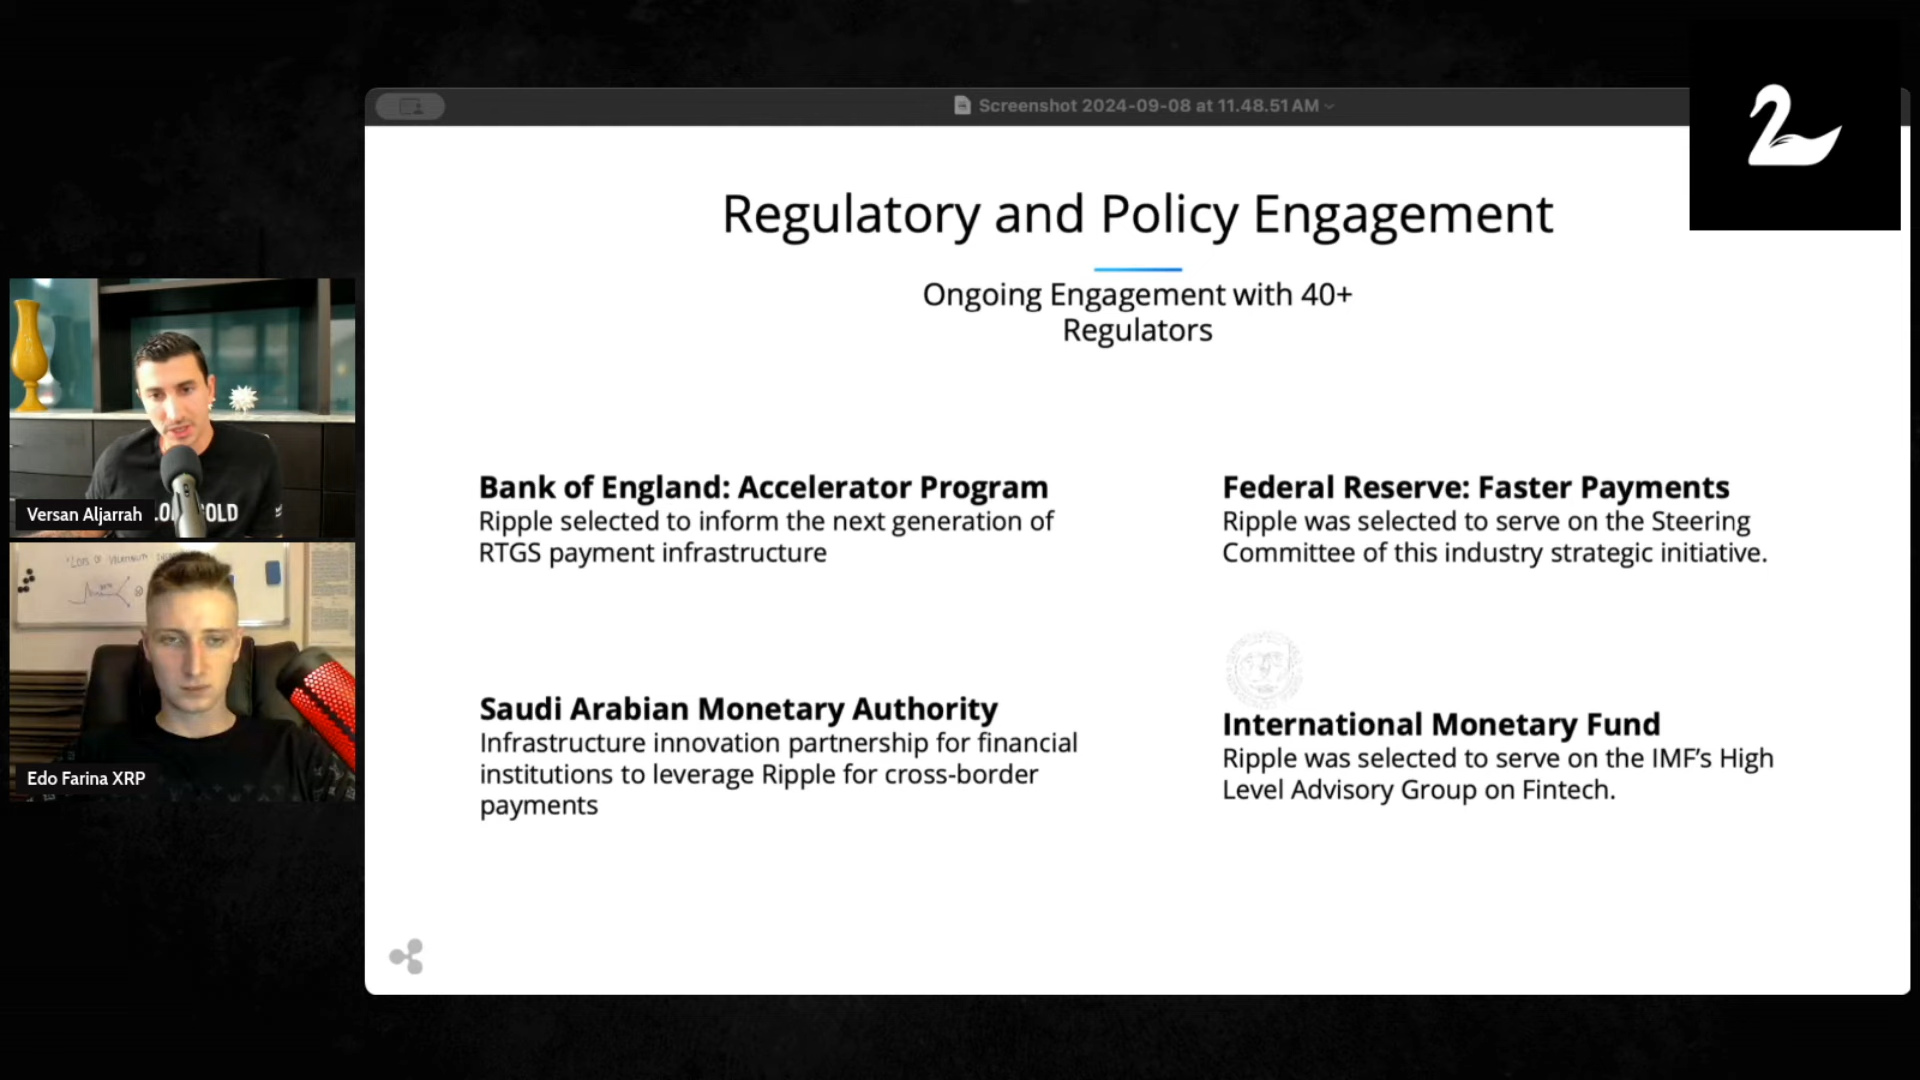 Screenshot 2024-09-08 at 11.48.51 AM
Regulatory and Policy Engagement
Ongoing Engagement with 40+
Regulators
Bank of England: Accelerator Program
Ripple selected to inform the next generation of
RTGS payment infrastructure
Federal Reserve: Faster Payments
Ripple was selected to serve on the Steering
Committee of this industry strategic initiative.
Saudi Arabian Monetary Authority
Infrastructure innovation partnership for financial
institutions to leverage Ripple for cross-border
payments
International Monetary Fund
Ripple was selected to serve on the IMF’s High
Level Advisory Group on Fintech.
Versan Aljarrah
OLD
LOTS OF
Edo Farina XRP